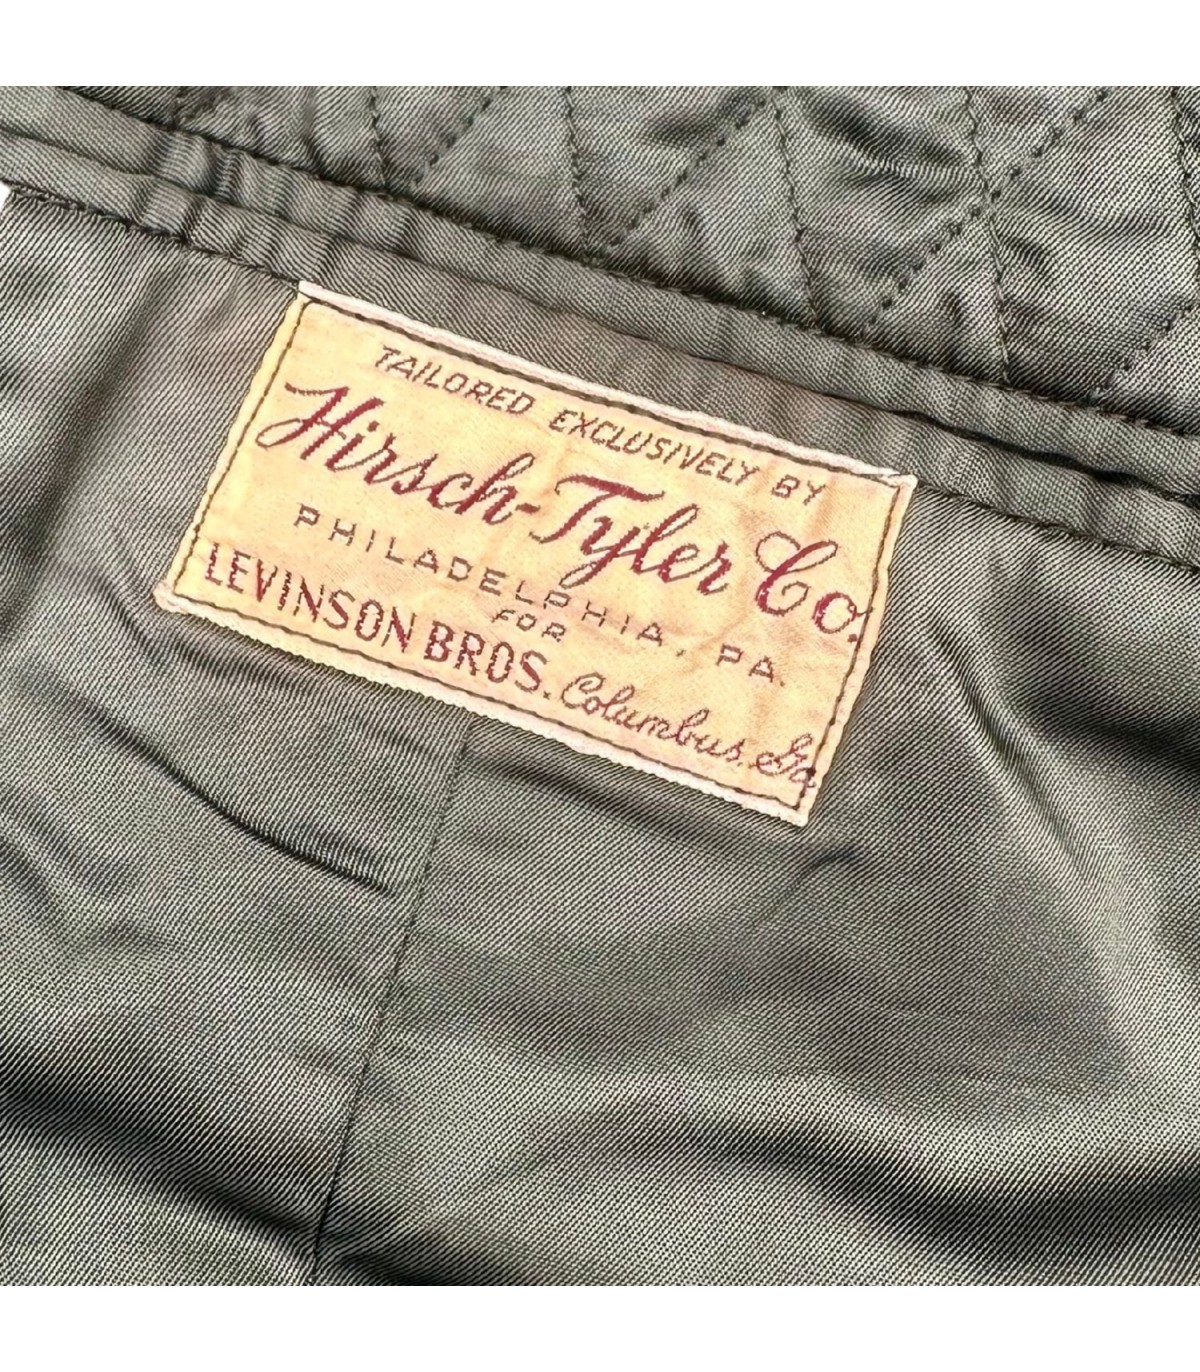 TAILORED EXCLUSIVELY BY
Hirsch-Tyler Co.
PHILADELPHIA, PA.
FOR
LEVINSON BROS. Columbus, Ga